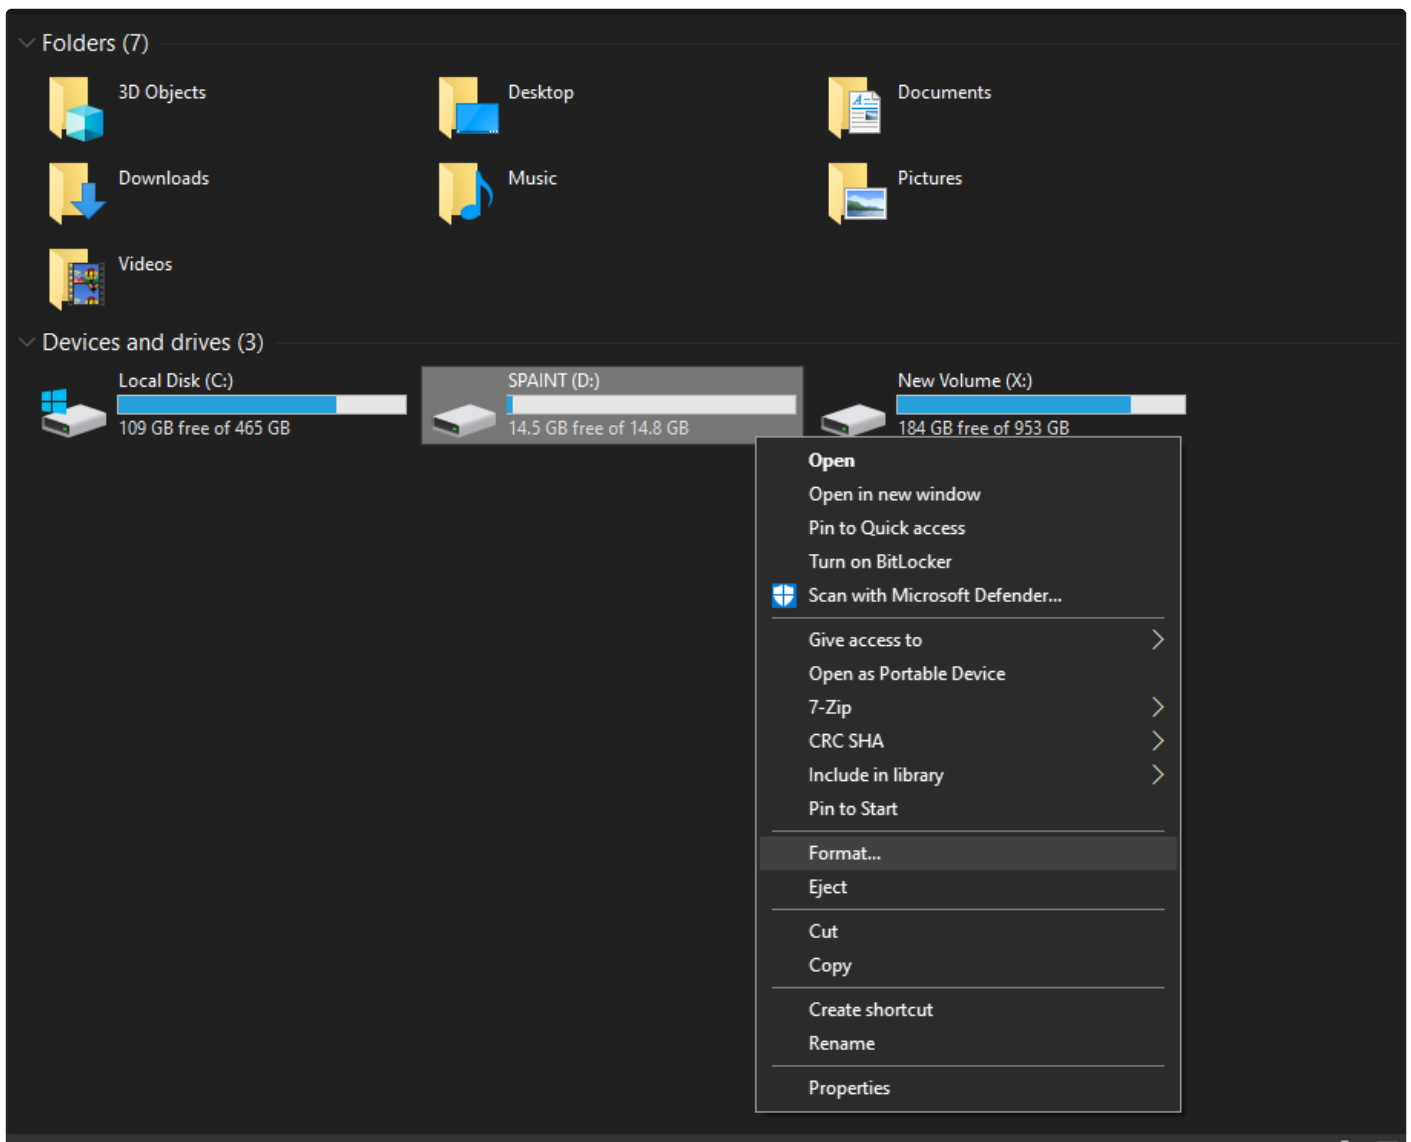 Folders (7)
3D Objects
Desktop
Documents
Downloads
Music
Pictures
Videos
Devices and drives (3)
Local Disk (C:)
109 GB free of 465 GB
SPAINT (D:)
14.5 GB free of 14.8 GB
New Volume (X:)
184 GB free of 953 GB
Open
Open in new window
Pin to Quick access
Turn on BitLocker
Scan with Microsoft Defender...
Give access to
Open as Portable Device
7-Zip
CRC SHA
Include in library
Pin to Start
Format...
Eject
Cut
Copy
Create shortcut
Rename
Properties